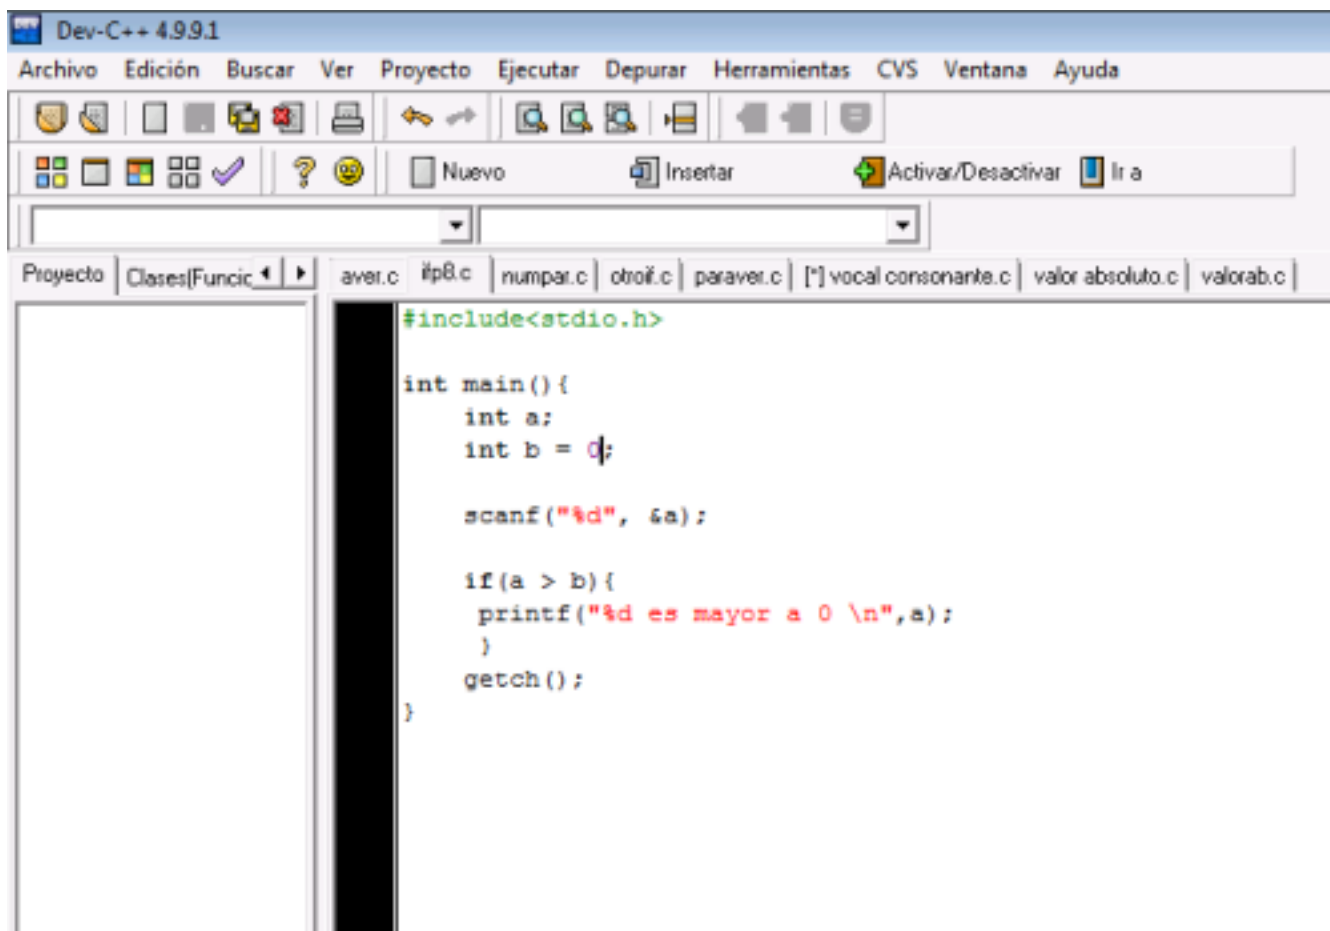 Dev-C++ 4.9.9.1
Archivo Edición Buscar Ver Proyecto Ejecutar Depurar Herramientas CVS Ventana Ayuda
Nuevo Insertar Activar/Desactivar Ir a
Proyecto Clases(Funcic aver.c ifp8.c numpar.c otroif.c paraver.c [*] vocal consonante.c valor absoluto.c valorab.c
#include<stdio.h>
int main(){
int a;
int b = 0;
scanf("%d", &a);
if(a > b){
printf("%d es mayor a 0 \n",a);
}
getch();
}